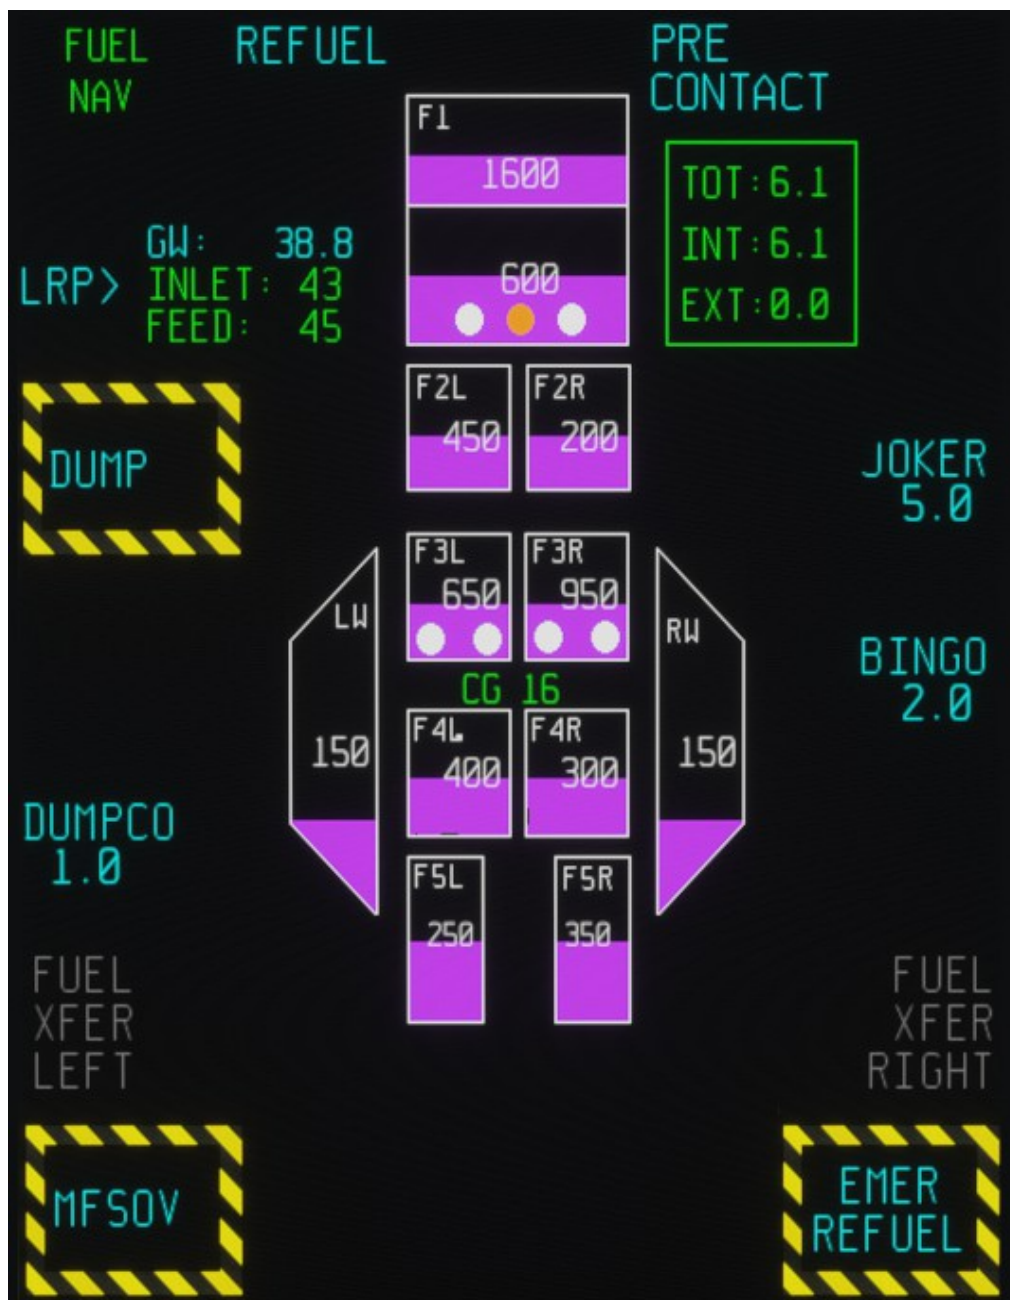 FUEL
NAV
REFUEL
PRE
CONTACT
F1
1600
600
TOT:6.1
INT:6.1
EXT:0.0
LRP>
GW: 38.8
INLET: 43
FEED: 45
F2L
450
F2R
200
DUMP
JOKER
5.0
F3L
650
F3R
950
LW
150
RW
150
CG 16
BINGO
2.0
F4L
400
F4R
300
DUMPCO
1.0
F5L
250
F5R
350
FUEL
XFER
LEFT
FUEL
XFER
RIGHT
MFSOV
EMER
REFUEL